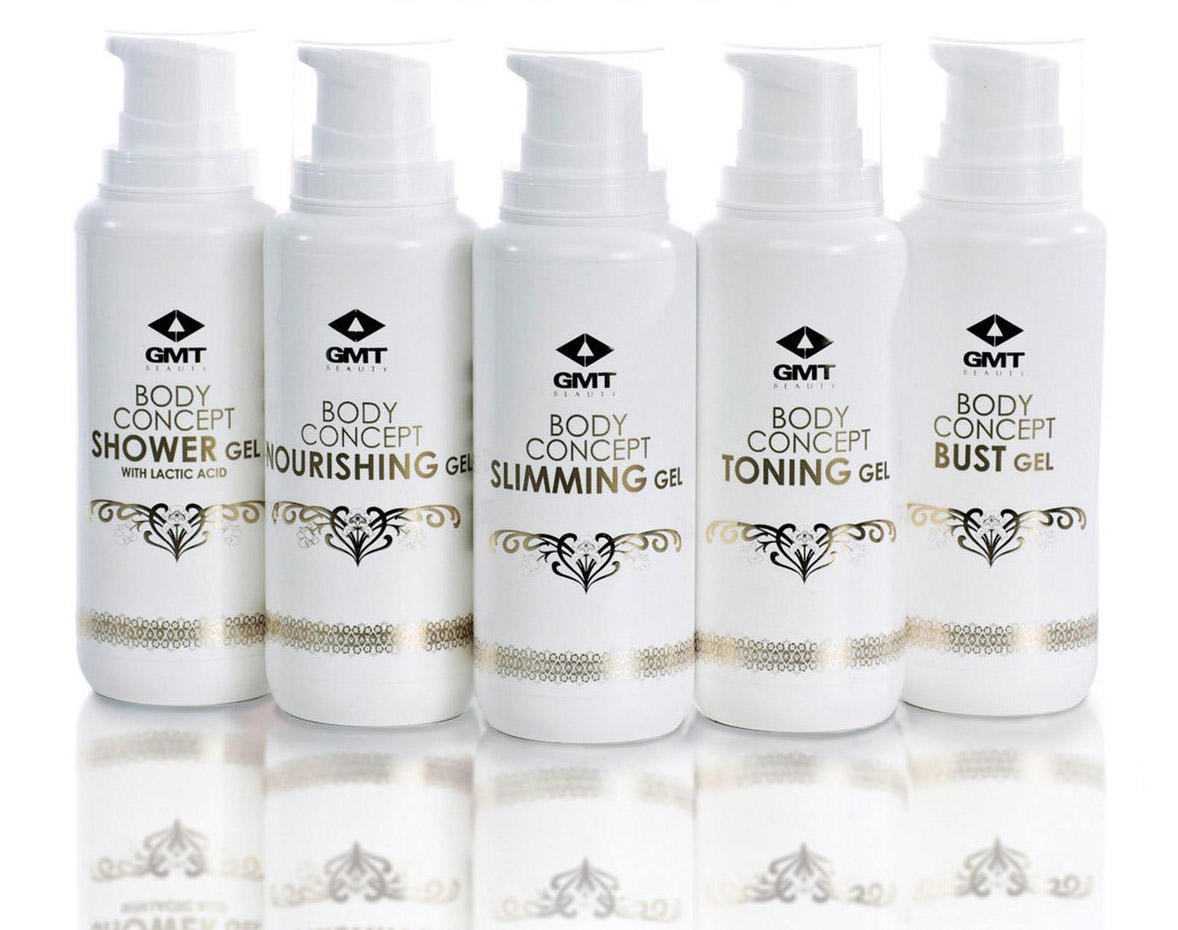 GMT
BEAUTY
BODY
CONCEPT
SHOWER GEL
WITH LACTIC ACID
GMT
BEAUTY
BODY
CONCEPT
NOURISHING GEL
GMT
BEAUTY
BODY
CONCEPT
SLIMMING GEL
GMT
BEAUTY
BODY
CONCEPT
TONING GEL
GMT
BEAUTY
BODY
CONCEPT
BUST GEL